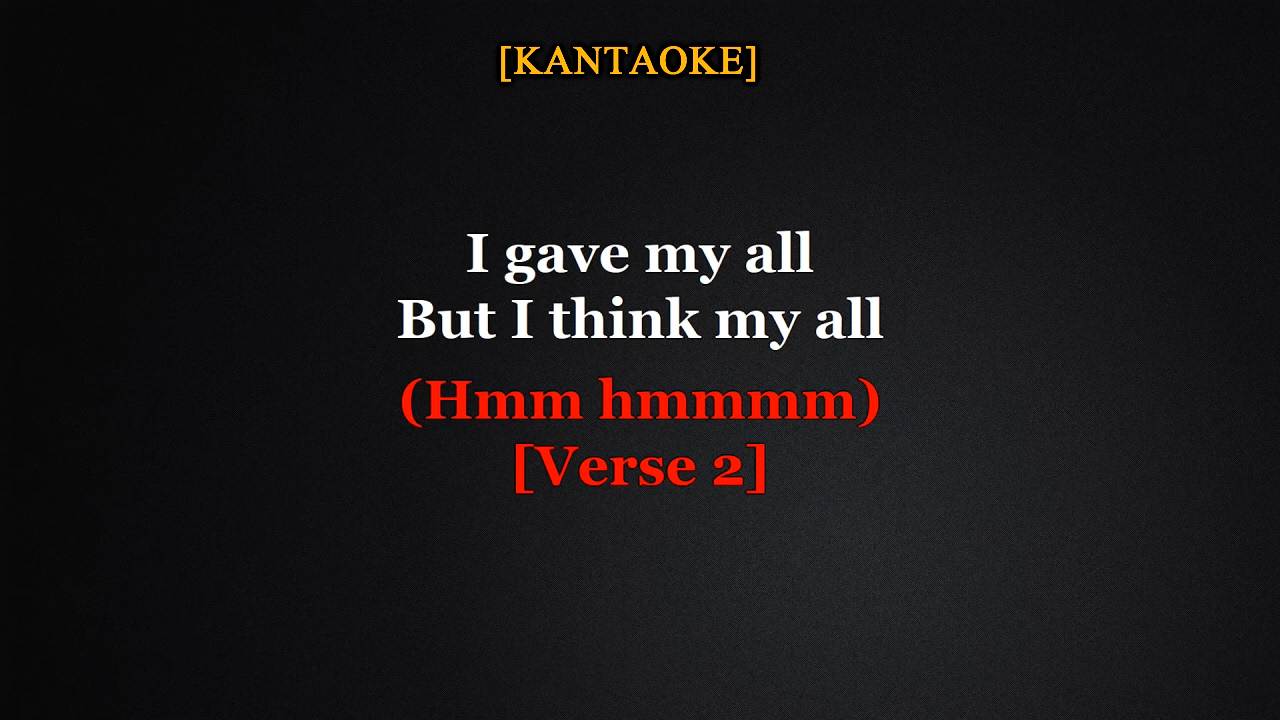 [KANTAOKE]
I gave my all
But I think my all
(Hmm hmmmm)
[Verse 2]